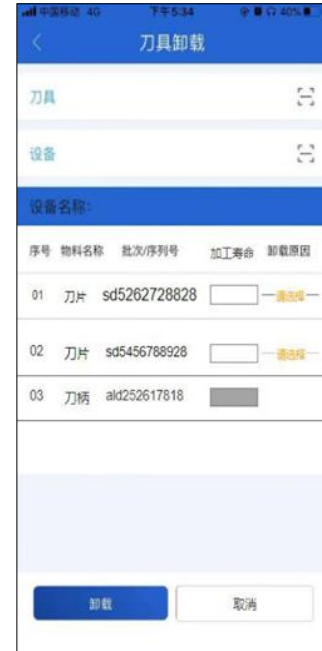 中国移动 4G 下午5:34 40%
刀具卸载
刀具
设备
设备名称:
序号 物料名称 批次/序列号 加工寿命 卸载原因
01 刀片 sd5262728828 请选择
02 刀片 sd5456788928 请选择
03 刀柄 ald252617818
卸载 取消